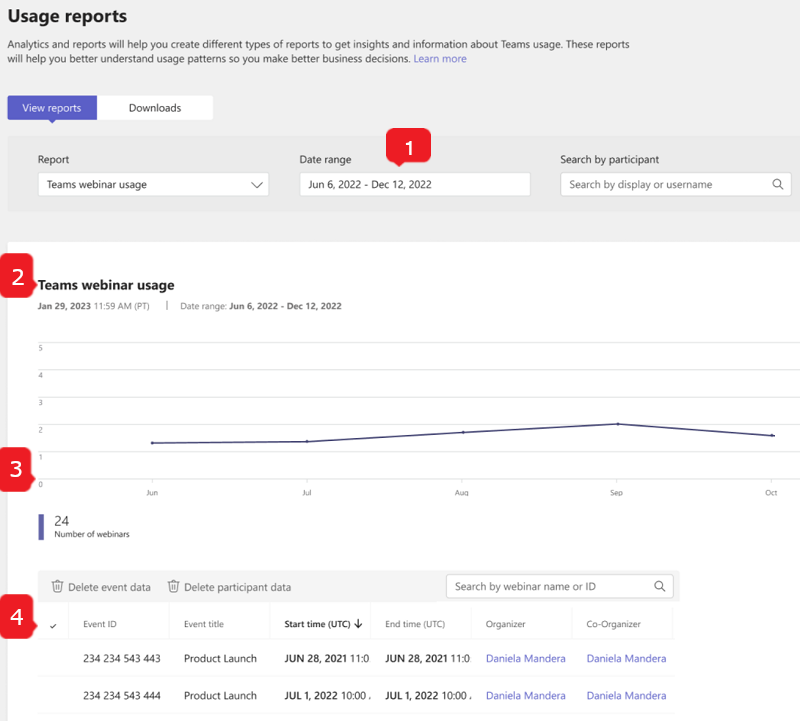 Usage reports
Analytics and reports will help you create different types of reports to get insights and information about Teams usage. These reports
will help you better understand usage patterns so you make better business decisions. Learn more
View reports Downloads
1
Report Date range Search by participant
Teams webinar usage Jun 6, 2022 - Dec 12, 2022 Search by display or username
2
Teams webinar usage
Jan 29, 2023 11:59 AM (PT) | Date range: Jun 6, 2022 - Dec 12, 2022
5
4
3
2
1
3
0
Jun Jul Aug Sep Oct
24
Number of webinars
Delete event data Delete participant data Search by webinar name or ID
4
Event ID Event title Start time (UTC) ↓ End time (UTC) Organizer Co-Organizer
234 234 543 443 Product Launch JUN 28, 2021 11:0 JUN 28, 2021 11:0 Daniela Mandera Daniela Mandera
234 234 543 444 Product Launch JUL 1, 2022 10:00 JUL 1, 2022 10:00 Daniela Mandera Daniela Mandera